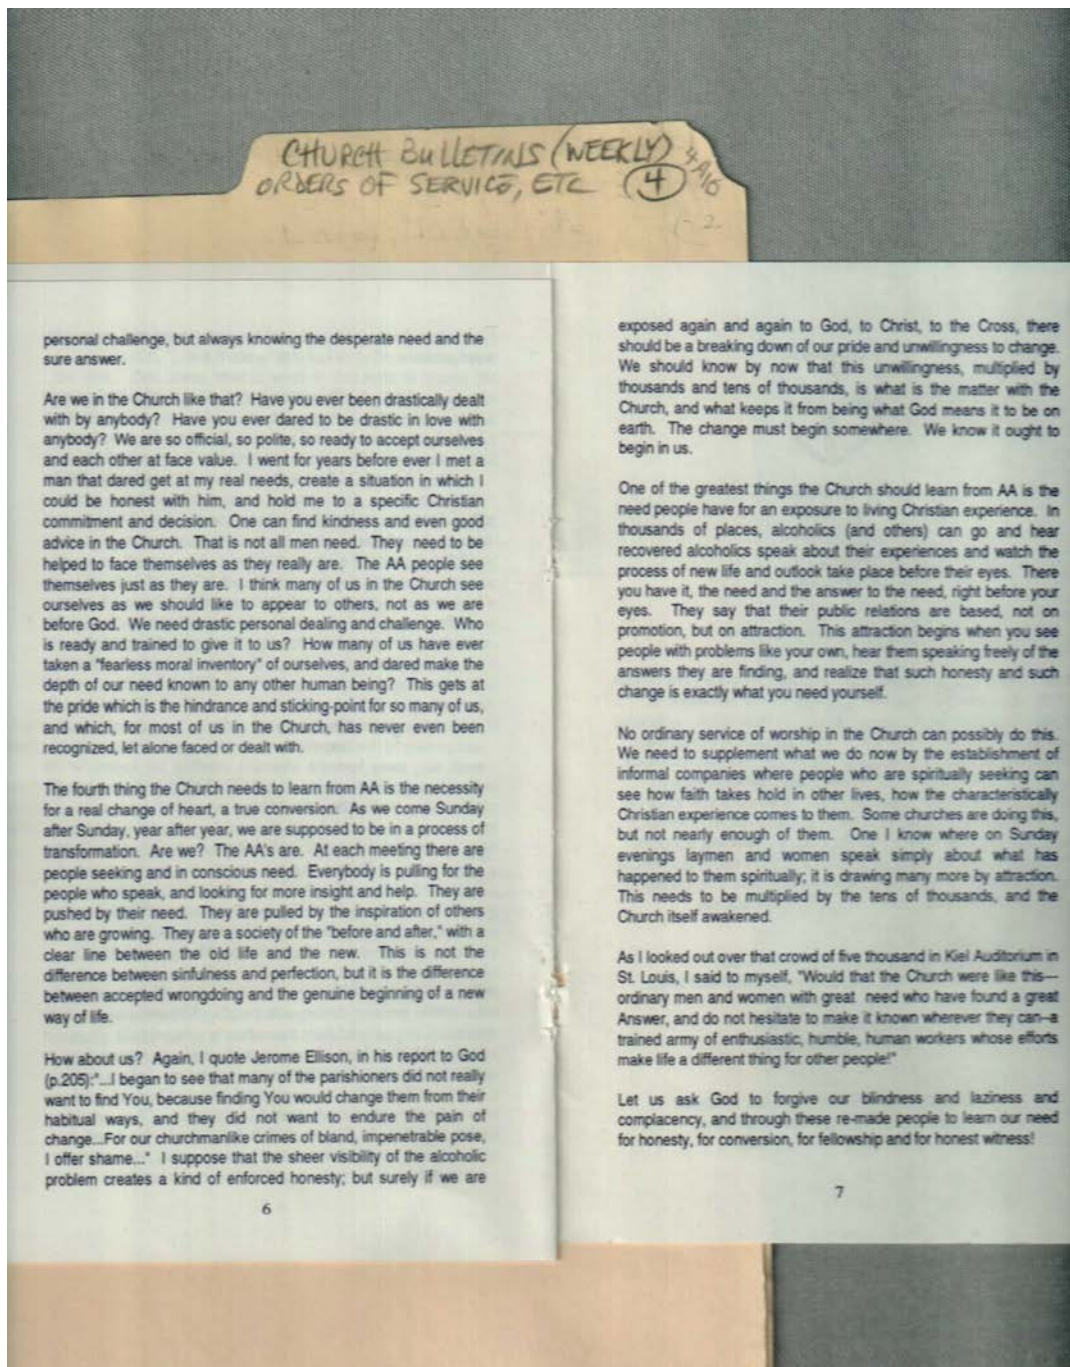 CHURCH BULLETINS (WEEKLY)
ORDERS OF SERVICE, ETC 4
personal challenge, but always knowing the desperate need and the
sure answer.
Are we in the Church like that? Have you ever been drastically dealt
with by anybody? Have you ever dared to be drastic in love with
anybody? We are so official, so polite, so ready to accept ourselves
and each other at face value. I went for years before ever I met a
man that dared get at my real needs, create a situation in which I
could be honest with him, and hold me to a specific Christian
commitment and decision. One can find kindness and even good
advice in the Church. That is not all men need. They need to be
helped to face themselves as they really are. The AA people see
themselves just as they are. I think many of us in the Church see
ourselves as we should like to appear to others, not as we are
before God. We need drastic personal dealing and challenge. Who
is ready and trained to give it to us? How many of us have ever
taken a "fearless moral inventory" of ourselves, and dared make the
depth of our need known to any other human being? This gets at
the pride which is the hindrance and sticking-point for so many of us,
and which, for most of us in the Church, has never even been
recognized, let alone faced or dealt with.
The fourth thing the Church needs to learn from AA is the necessity
for a real change of heart, a true conversion. As we come Sunday
after Sunday, year after year, we are supposed to be in a process of
transformation. Are we? The AA's are. At each meeting there are
people seeking and in conscious need. Everybody is pulling for the
people who speak, and looking for more insight and help. They are
pushed by their need. They are pulled by the inspiration of others
who are growing. They are a society of the "before and after," with a
clear line between the old life and the new. This is not the
difference between sinfulness and perfection, but it is the difference
between accepted wrongdoing and the genuine beginning of a new
way of life.
How about us? Again, I quote Jerome Ellison, in his report to God
(p.205):"...I began to see that many of the parishioners did not really
want to find You, because finding You would change them from their
habitual ways, and they did not want to endure the pain of
change...For our churchmanlike crimes of bland, impenetrable pose,
I offer shame..." I suppose that the sheer visibility of the alcoholic
problem creates a kind of enforced honesty; but surely if we are
6
exposed again and again to God, to Christ, to the Cross, there
should be a breaking down of our pride and unwillingness to change.
We should know by now that this unwillingness, multiplied by
thousands and tens of thousands, is what is the matter with the
Church, and what keeps it from being what God means it to be on
earth. The change must begin somewhere. We know it ought to
begin in us.
One of the greatest things the Church should learn from AA is the
need people have for an exposure to living Christian experience. In
thousands of places, alcoholics (and others) can go and hear
recovered alcoholics speak about their experiences and watch the
process of new life and outlook take place before their eyes. There
you have it, the need and the answer to the need, right before your
eyes. They say that their public relations are based, not on
promotion, but on attraction. This attraction begins when you see
people with problems like your own, hear them speaking freely of the
answers they are finding, and realize that such honesty and such
change is exactly what you need yourself.
No ordinary service of worship in the Church can possibly do this.
We need to supplement what we do now by the establishment of
informal companies where people who are spiritually seeking can
see how faith takes hold in other lives, how the characteristically
Christian experience comes to them. Some churches are doing this,
but not nearly enough of them. One I know where on Sunday
evenings laymen and women speak simply about what has
happened to them spiritually; it is drawing many more by attraction.
This needs to be multiplied by the tens of thousands, and the
Church itself awakened.
As I looked out over that crowd of five thousand in Kiel Auditorium in
St. Louis, I said to myself, "Would that the Church were like this—
ordinary men and women with great need who have found a great
Answer, and do not hesitate to make it known wherever they can--a
trained army of enthusiastic, humble, human workers whose efforts
make life a different thing for other people!"
Let us ask God to forgive our blindness and laziness and
complacency, and through these re-made people to learn our need
for honesty, for conversion, for fellowship and for honest witness!
7